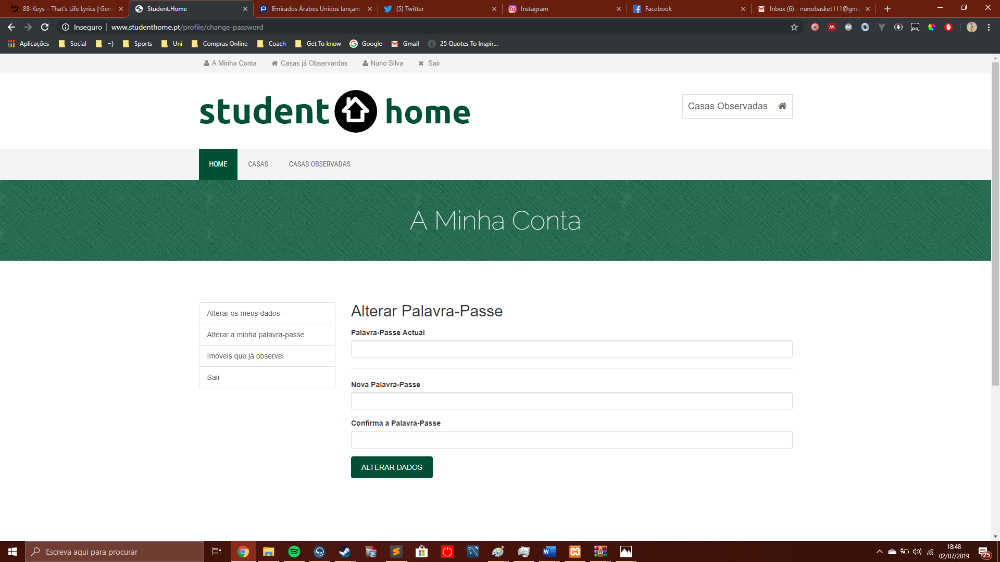 88-Keys – That's Life Lyrics | Geni
Student.Home
Emirados Árabes Unidos lançam
(5) Twitter
Instagram
Facebook
Inbox (6) - nunobasket111@gma
Inseguro
www.studenthome.pt/profile/change-password
Aplicações
Social
=)
Sports
Uni
Compras Online
Coach
Get To know
Google
Gmail
25 Quotes To Inspir...
A Minha Conta
Casas já Observardas
Nuno Silva
Sair
student home
Casas Observadas
HOME
CASAS
CASAS OBSERVADAS
A Minha Conta
Alterar os meus dados
Alterar a minha palavra-passe
Imóveis que já observei
Sair
Alterar Palavra-Passe
Palavra-Passe Actual
Nova Palavra-Passe
Confirma a Palavra-Passe
ALTERAR DADOS
Escreva aqui para procurar
18:48
02/07/2019
25